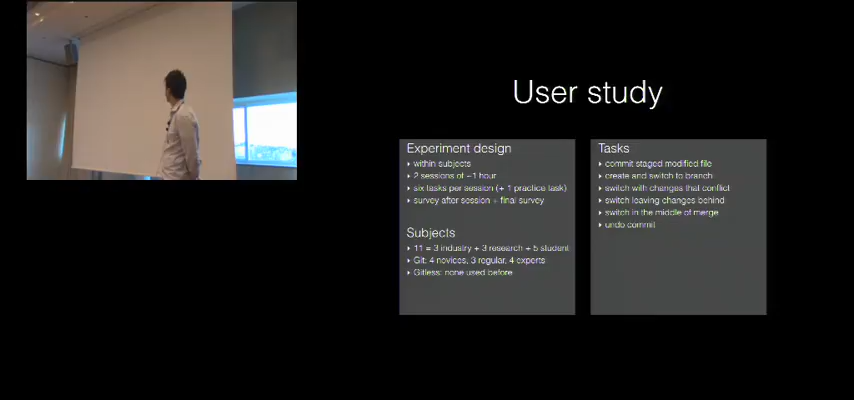 User study
Experiment design
within subjects
2 sessions of ~1 hour
six tasks per session (+ 1 practice task)
survey after session + final survey
Subjects
11 = 3 industry + 3 research + 5 student
Git: 4 novices, 3 regular, 4 experts
Gitless: none used before
Tasks
commit staged modified file
create and switch to branch
switch with changes that conflict
switch leaving changes behind
switch in the middle of merge
undo commit